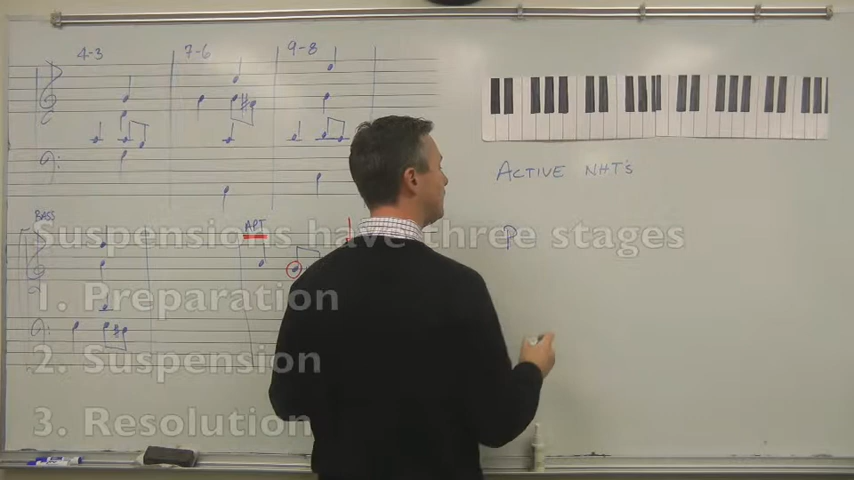 4-3 7-6 9-8
ACTIVE NHT'S
BASS
APT
P
Suspensions have three stages
1. Preparation
2. Suspension
3. Resolution